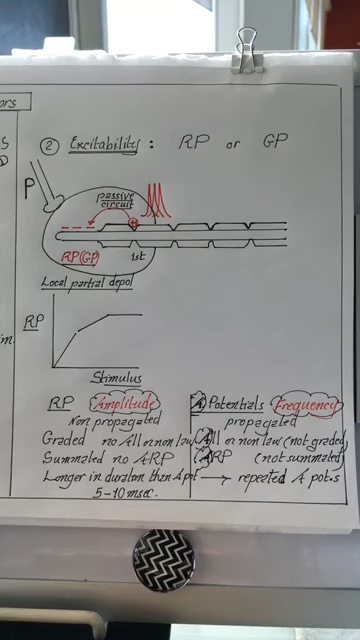 ors
② Excitability : RP or GP
P
passive
circuit
RP(GP)
1st
Local partial depol
RP
Stimulus
RP Amplitude
Non propagated
Graded no All or non law
Summated no ARP
Longer in duration than A pot → repeated A pot.s
5-10 msec.
A Potentials Frequency
propagated
All or non law (not graded
ARP (not summated)
im.